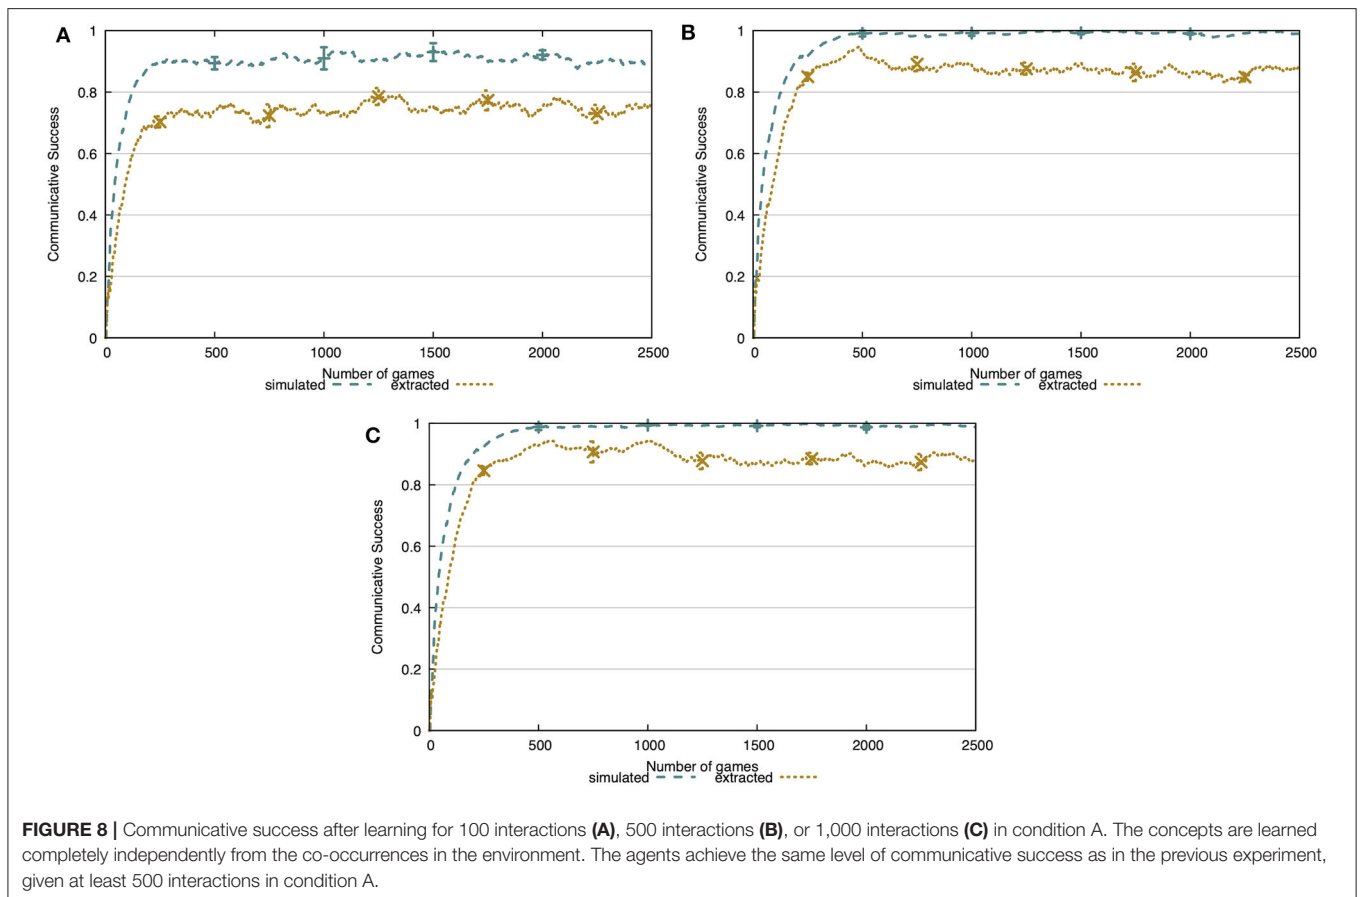 A
1
0.8
0.6
0.4
0.2
0
Communicative Success
0 500 1000 1500 2000 2500
Number of games
simulated extracted
B
1
0.8
0.6
0.4
0.2
0
Communicative Success
0 500 1000 1500 2000 2500
Number of games
simulated extracted
C
1
0.8
0.6
0.4
0.2
0
Communicative Success
0 500 1000 1500 2000 2500
Number of games
simulated extracted
FIGURE 8 | Communicative success after learning for 100 interactions (A), 500 interactions (B), or 1,000 interactions (C) in condition A. The concepts are learned
completely independently from the co-occurrences in the environment. The agents achieve the same level of communicative success as in the previous experiment,
given at least 500 interactions in condition A.